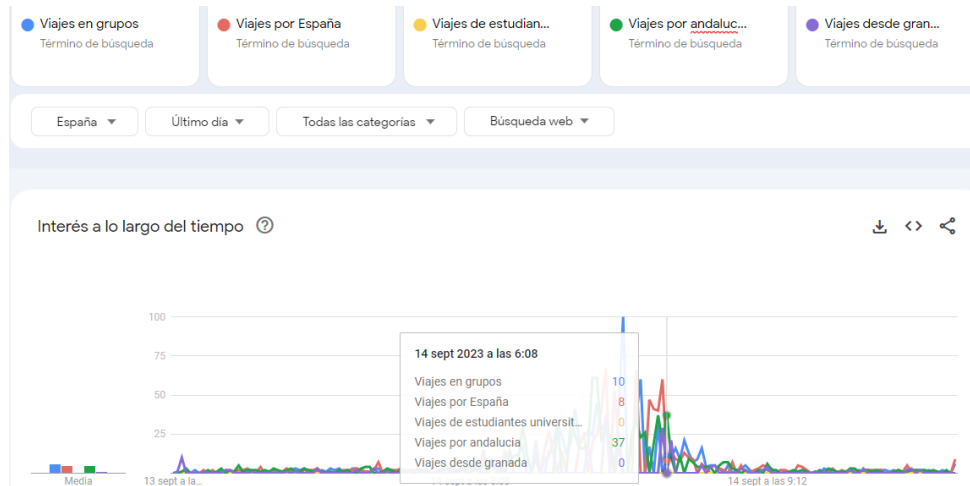 Viajes en grupos
Término de búsqueda
Viajes por España
Término de búsqueda
Viajes de estudian...
Término de búsqueda
Viajes por andaluc...
Término de búsqueda
Viajes desde gran...
Término de búsqueda
España
Último día
Todas las categorías
Búsqueda web
Interés a lo largo del tiempo
100
75
50
25
14 sept 2023 a las 6:08
Viajes en grupos 10
Viajes por España 8
Viajes de estudiantes universit... 0
Viajes por andalucia 37
Viajes desde granada 0
Media
13 sept a la...
14 sept a las 9:12